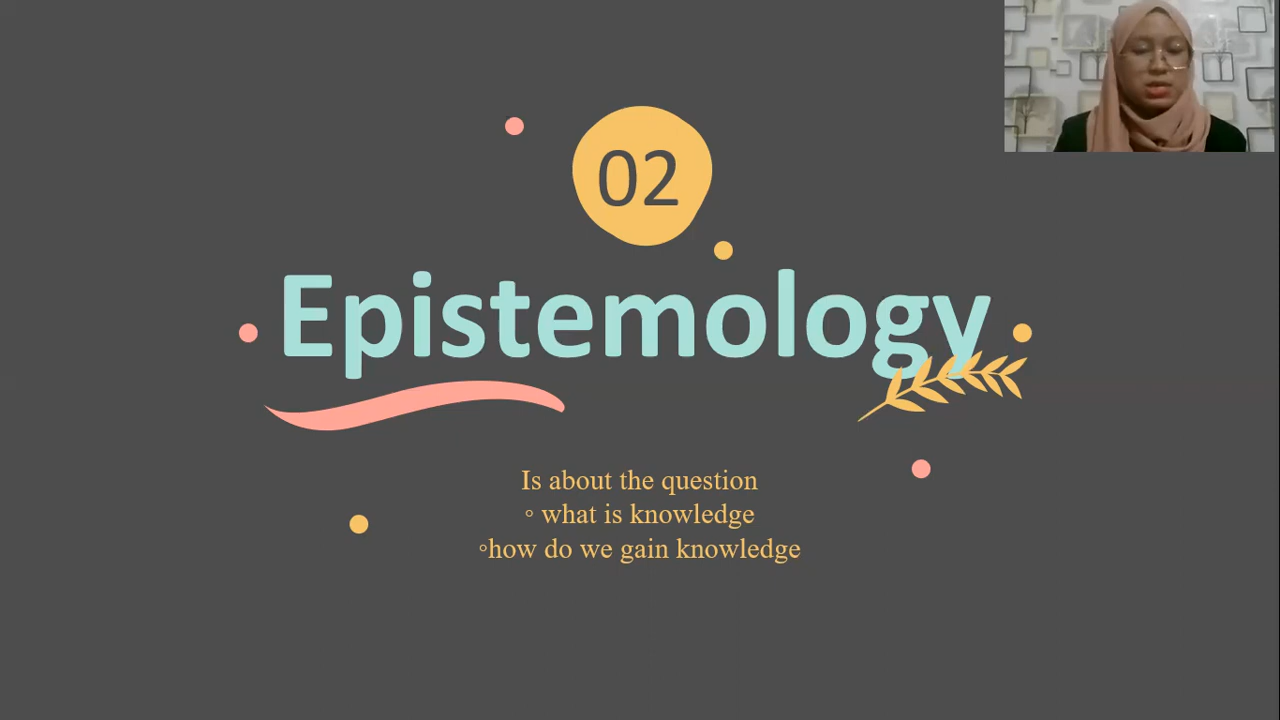 02
Epistemology
Is about the question
◦ what is knowledge
◦how do we gain knowledge